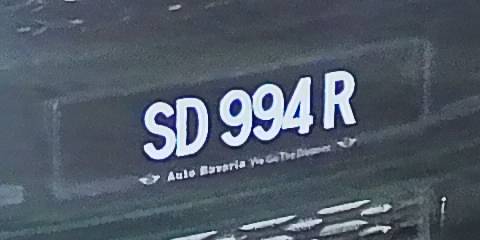 SD 994 R
Auto Bavaria We Go The Distance